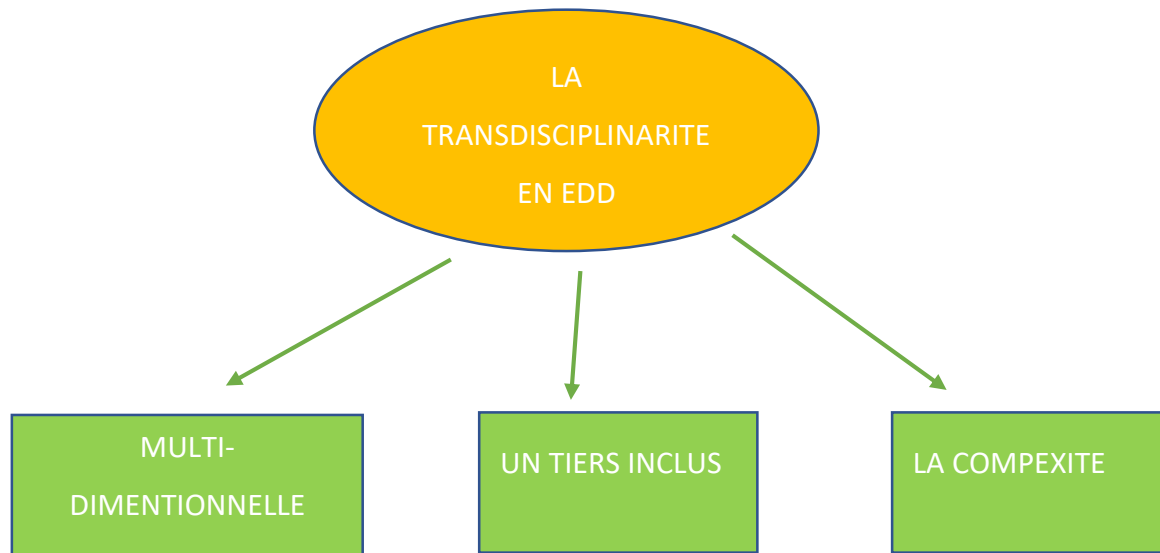 LA
TRANSDISCIPLINARITE
EN EDD
MULTI-
DIMENTIONNELLE
UN TIERS INCLUS
LA COMPEXITE